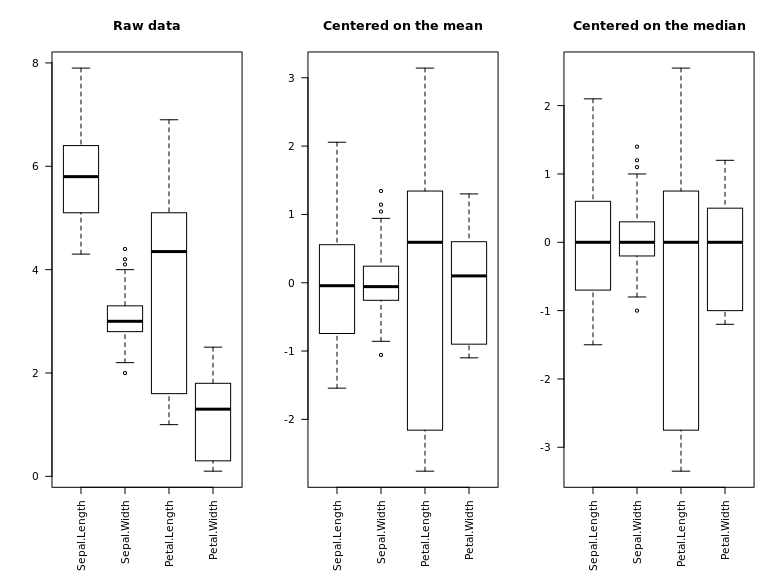 Raw data
8
6
4
2
0
Sepal.Length
Sepal.Width
Petal.Length
Petal.Width
Centered on the mean
3
2
1
0
-1
-2
Sepal.Length
Sepal.Width
Petal.Length
Petal.Width
Centered on the median
2
1
0
-1
-2
-3
Sepal.Length
Sepal.Width
Petal.Length
Petal.Width